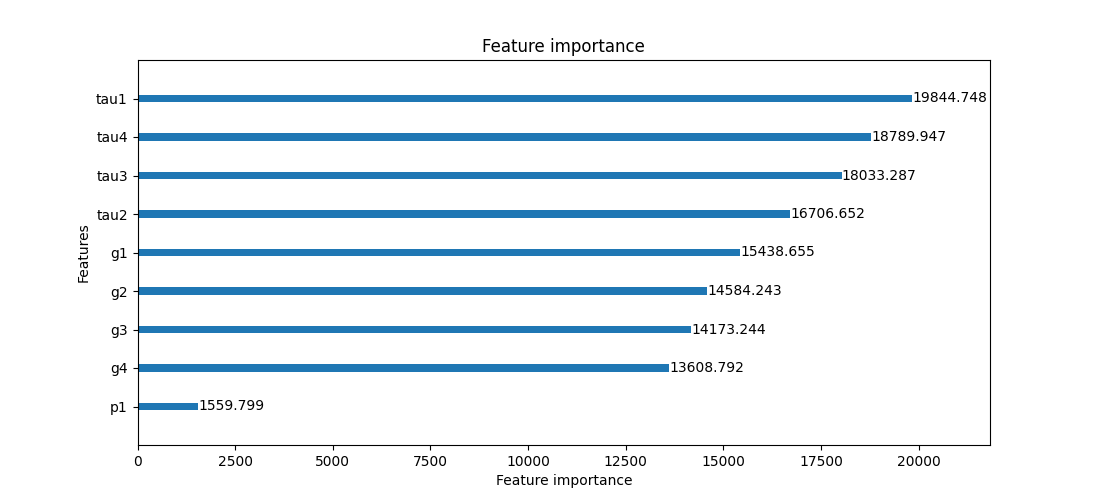 Feature importance
tau1 19844.748
tau4 18789.947
tau3 18033.287
tau2 16706.652
g1 15438.655
g2 14584.243
g3 14173.244
g4 13608.792
p1 1559.799
Features
0 2500 5000 7500 10000 12500 15000 17500 20000
Feature importance